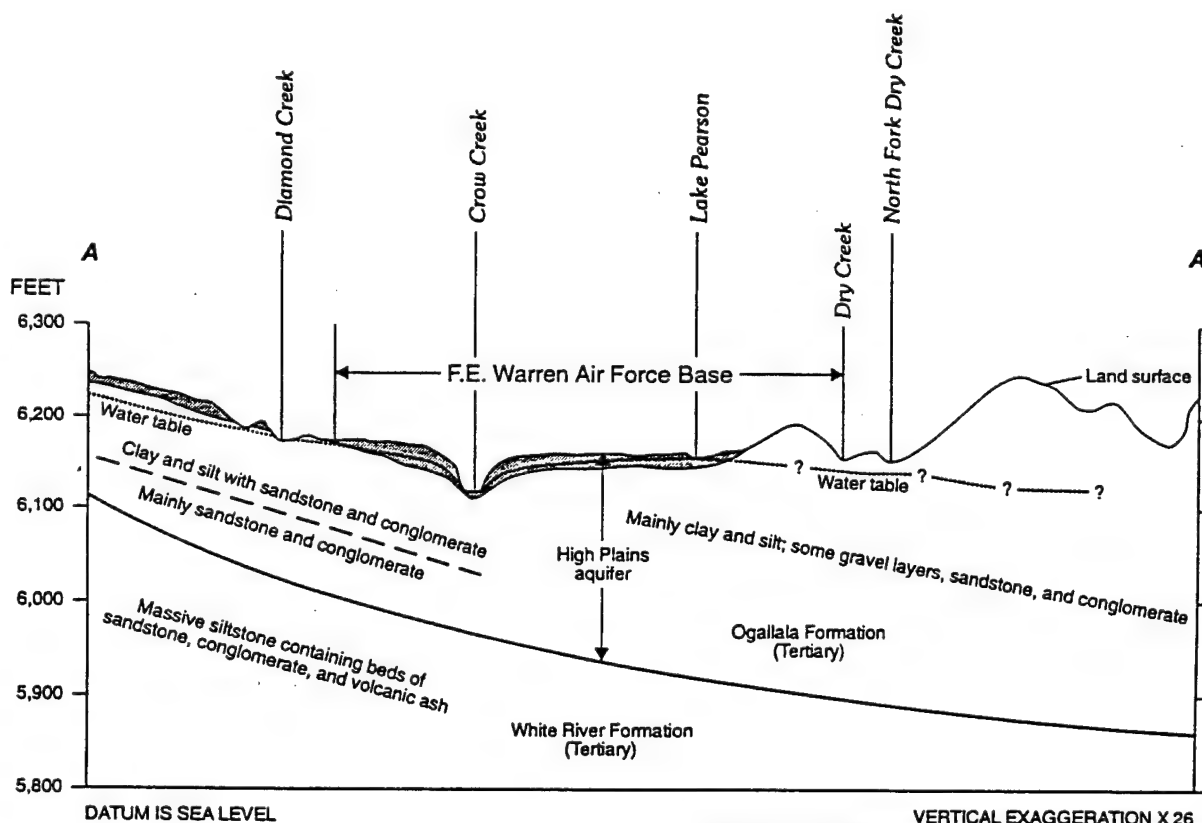 Diamond Creek
Crow Creek
Lake Pearson
Dry Creek
North Fork Dry Creek
A
A
FEET
6,300
6,200
6,100
6,000
5,900
5,800
F.E. Warren Air Force Base
Land surface
Water table
Clay and silt with sandstone and conglomerate
Mainly sandstone and conglomerate
Massive siltstone containing beds of
sandstone, conglomerate, and volcanic ash
High Plains
aquifer
? ? ? ?
Water table
Mainly clay and silt; some gravel layers, sandstone, and conglomerate
Ogallala Formation
(Tertiary)
White River Formation
(Tertiary)
DATUM IS SEA LEVEL
VERTICAL EXAGGERATION X 26